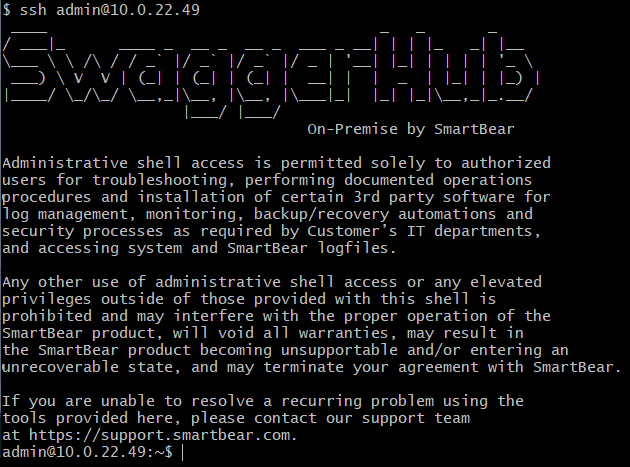 $ ssh admin@10.0.22.49
SwaggerHub
On-Premise by SmartBear
Administrative shell access is permitted solely to authorized
users for troubleshooting, performing documented operations
procedures and installation of certain 3rd party software for
log management, monitoring, backup/recovery automations and
security processes as required by Customer’s IT departments,
and accessing system and SmartBear logfiles.
Any other use of administrative shell access or any elevated
privileges outside of those provided with this shell is
prohibited and may interfere with the proper operation of the
SmartBear product, will void all warranties, may result in
the SmartBear product becoming unsupportable and/or entering an
unrecoverable state, and may terminate your agreement with SmartBear.
If you are unable to resolve a recurring problem using the
tools provided here, please contact our support team
at https://support.smartbear.com.
admin@10.0.22.49:~$